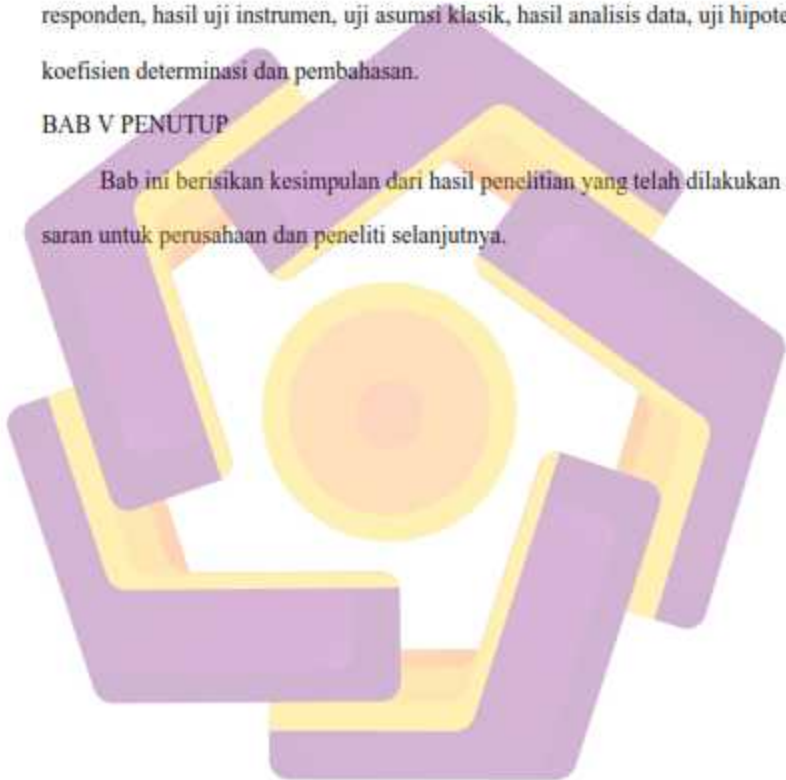 responden, hasil uji instrumen, uji asumsi klasik, hasil analisis data, uji
koefisien determinasi dan pembahasan.
BAB V PENUTUP
Bab ini berisikan kesimpulan dari hasil penelitian yang telah dilakukan
saran untuk perusahaan dan peneliti selanjutnya.